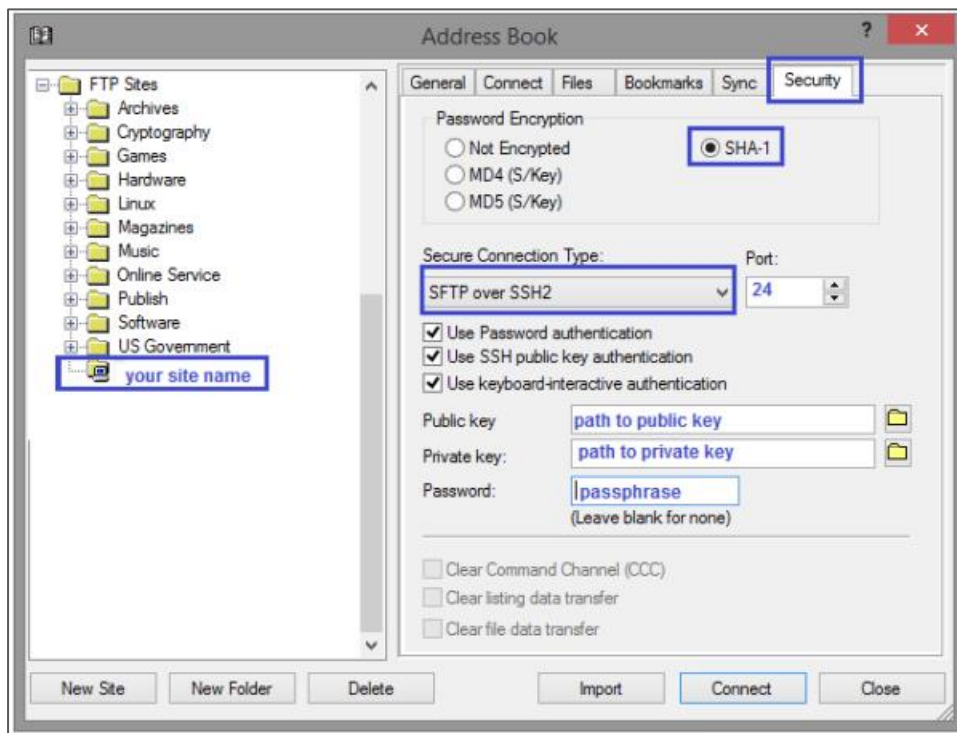 Address Book
?
FTP Sites
Archives
Cryptography
Games
Hardware
Linux
Magazines
Music
Online Service
Publish
Software
US Government
your site name
General Connect Files Bookmarks Sync Security
Password Encryption
Not Encrypted SHA-1
MD4 (S/Key)
MD5 (S/Key)
Secure Connection Type: Port:
SFTP over SSH2 24
Use Password authentication
Use SSH public key authentication
Use keyboard-interactive authentication
Public key path to public key
Private key: path to private key
Password: passphrase
(Leave blank for none)
Clear Command Channel (CCC)
Clear listing data transfer
Clear file data transfer
New Site New Folder Delete Import Connect Close